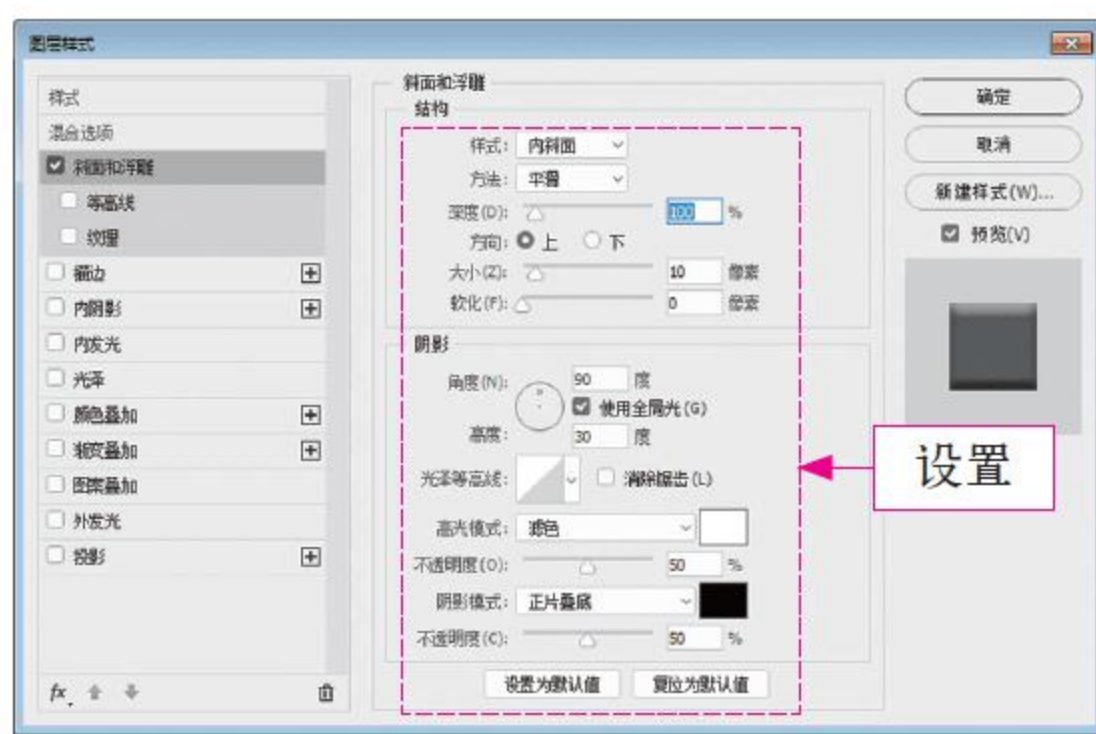 图层样式
样式
混合选项
斜面和浮雕
等高线
纹理
描边
内阴影
内发光
光泽
颜色叠加
渐变叠加
图案叠加
外发光
投影
fx
斜面和浮雕
结构
样式: 内斜面
方法: 平滑
深度(D): 100 %
方向: 上 下
大小(Z): 10 像素
软化(F): 0 像素
阴影
角度(N): 90 度
使用全局光(G)
高度: 30 度
光泽等高线: 消除锯齿(L)
高光模式: 滤色
不透明度(O): 50 %
阴影模式: 正片叠底
不透明度(C): 50 %
设置为默认值 复位为默认值
确定
取消
新建样式(W)...
预览(V)
设置